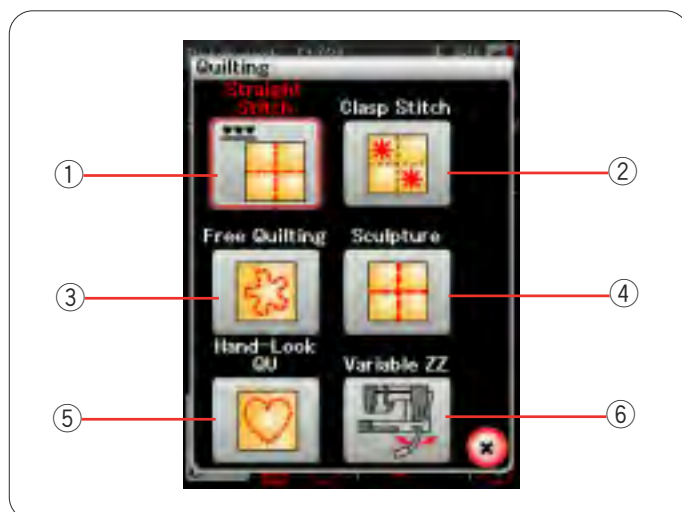 Quilting
Straight
Stitch
Clasp Stitch
① 
②
Free Quilting
Sculpture
③
④
Hand-Look
QU
Variable ZZ
⑤
⑥